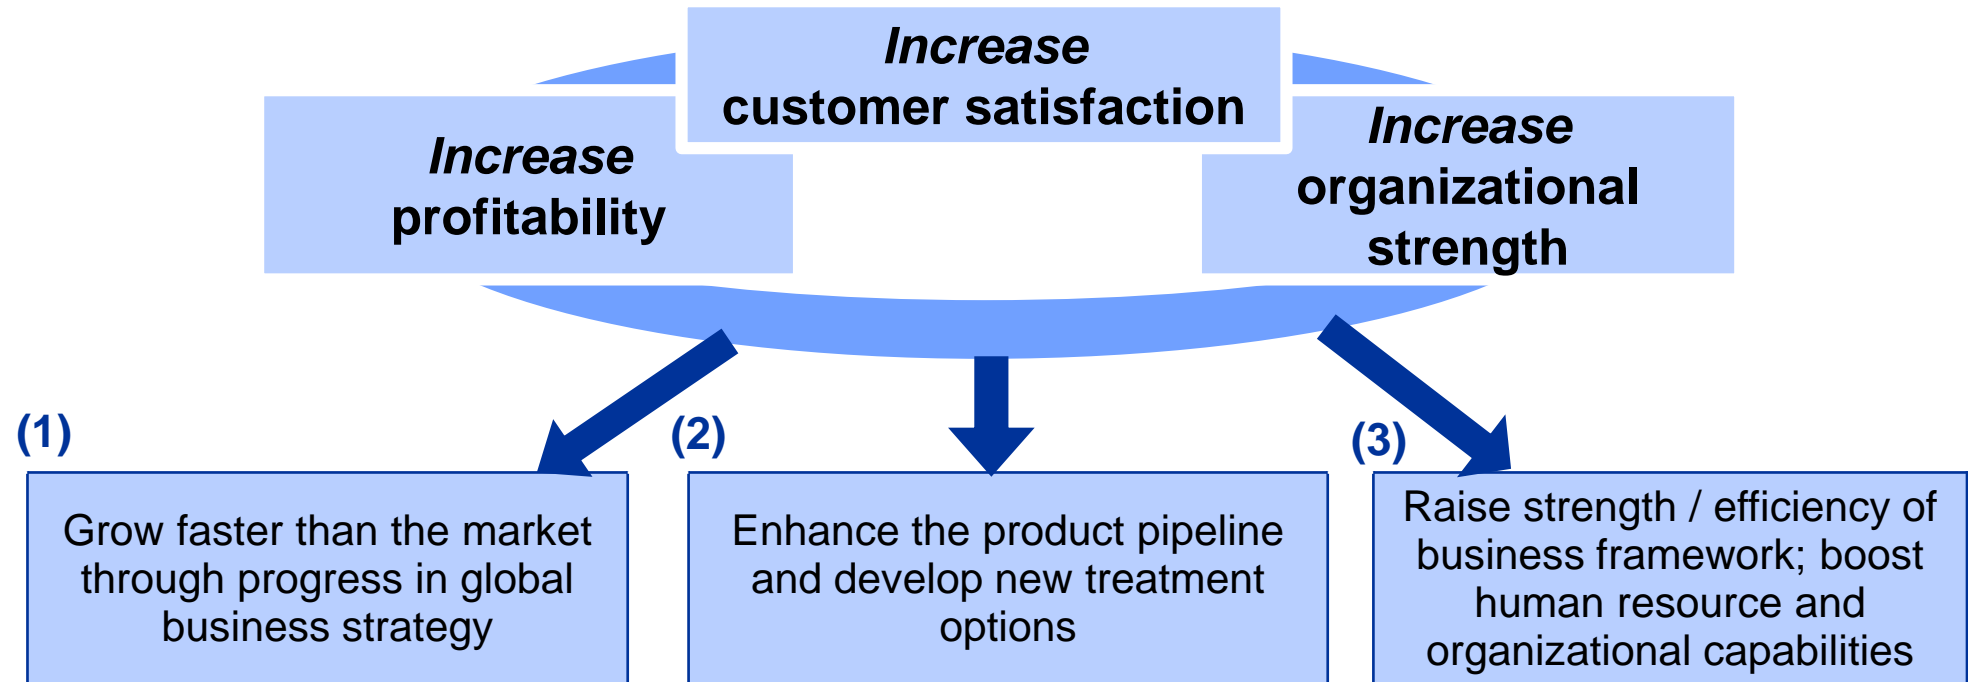 Increase
customer satisfaction
Increase
profitability
Increase
organizational
strength
(1)
Grow faster than the market
through progress in global
business strategy
(2)
Enhance the product pipeline
and develop new treatment
options
(3)
Raise strength / efficiency of
business framework; boost
human resource and
organizational capabilities